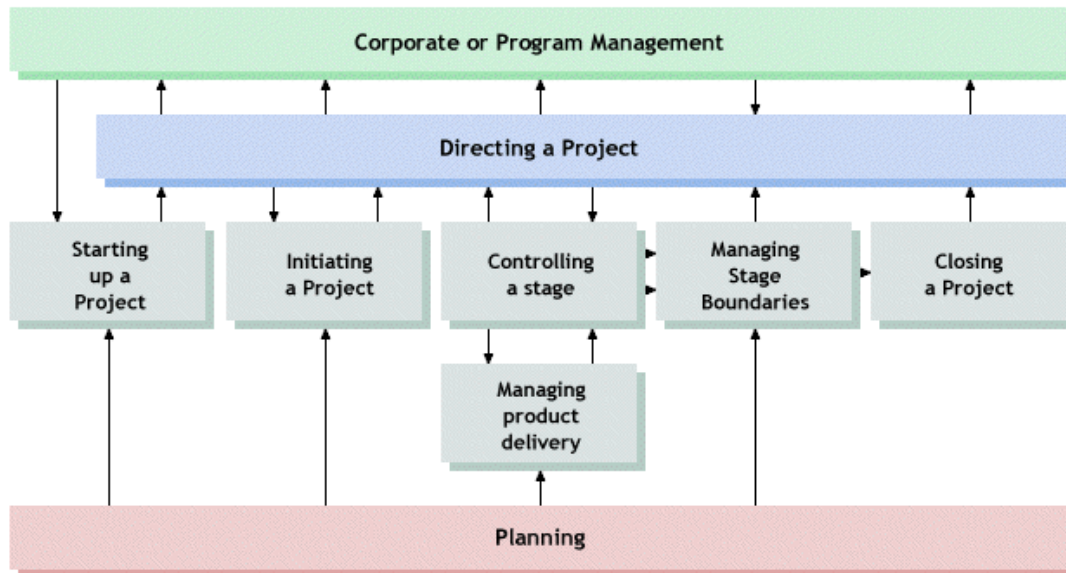 Corporate or Program Management
Directing a Project
Starting
up a
Project
Initiating
a Project
Controlling
a stage
Managing
Stage
Boundaries
Closing
a Project
Managing
product
delivery
Planning